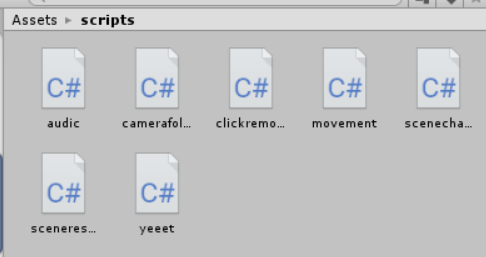 Assets ▸ scripts
C# C# C# C# C#
audic camerafol... clickremo... movement scenecha...
C# C#
sceneres... yeeet